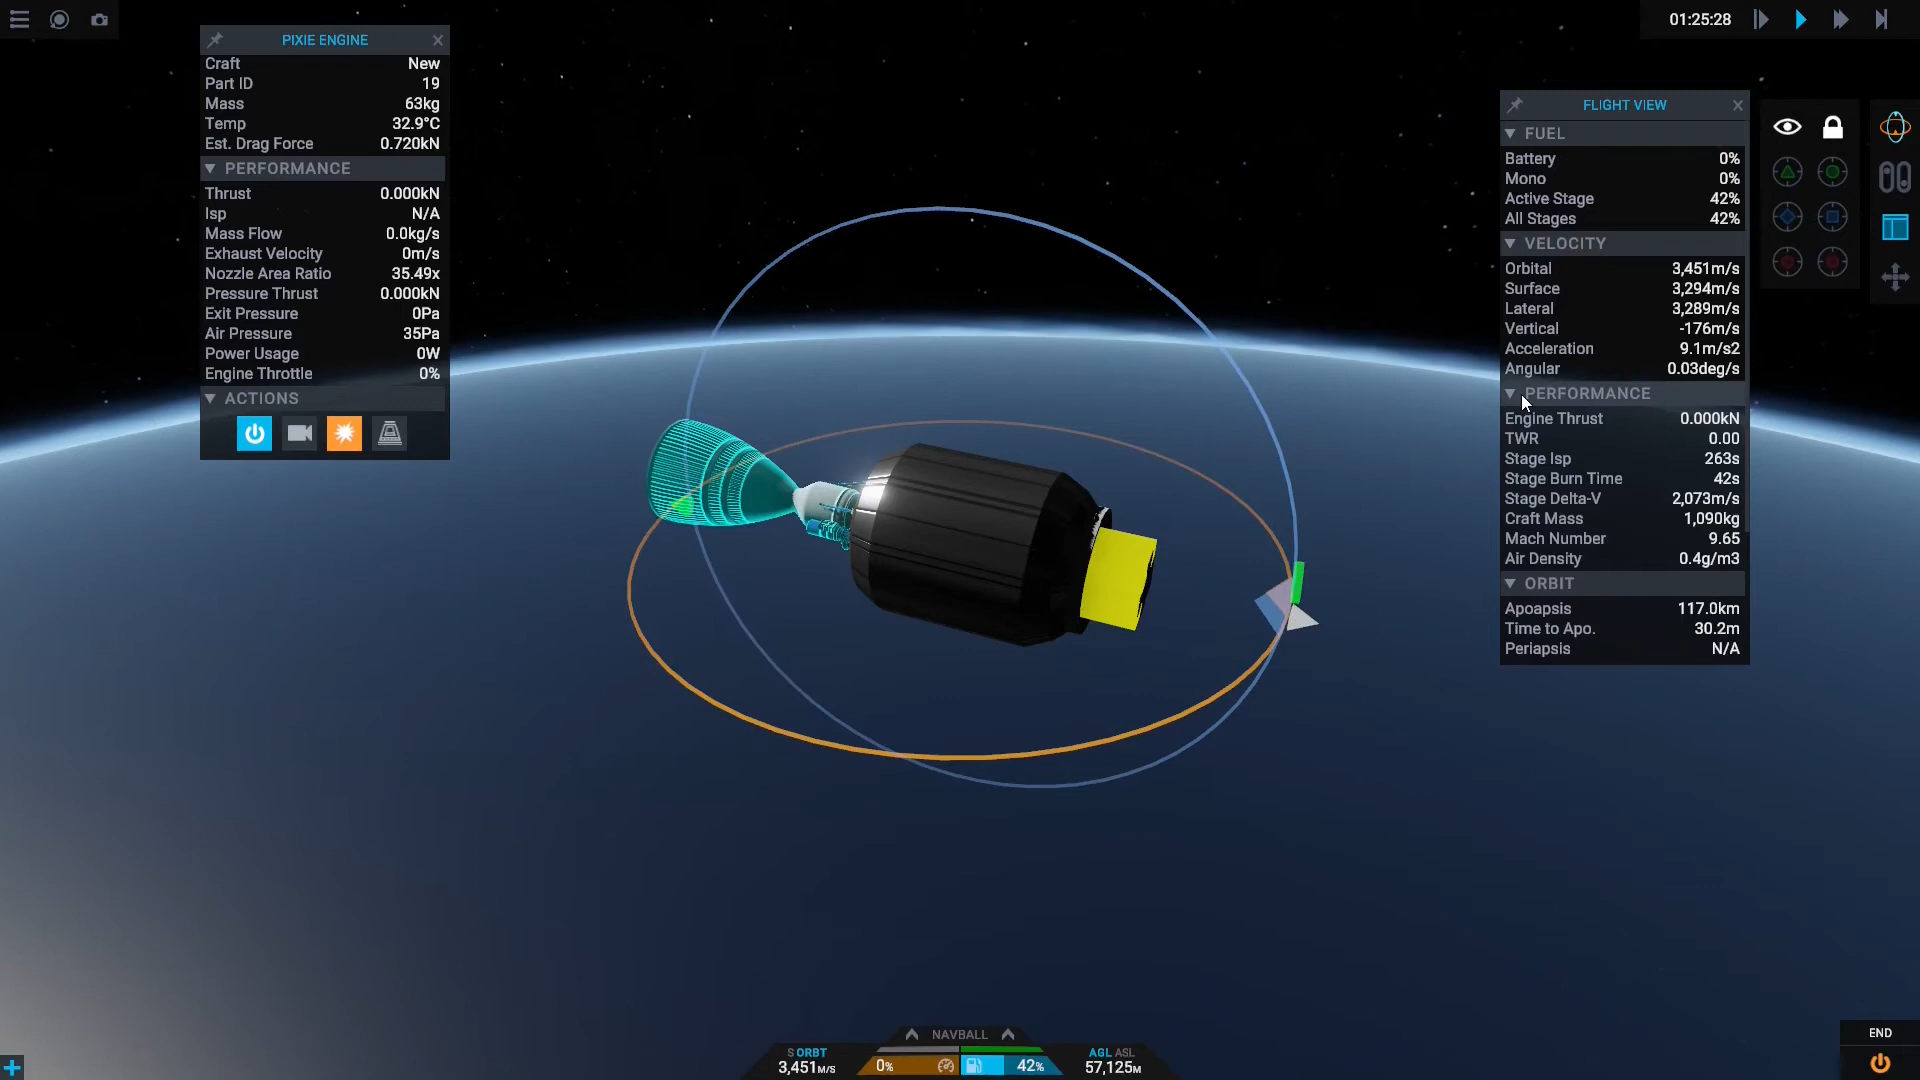 01:25:28
PIXIE ENGINE
Craft New
Part ID 19
Mass 63kg
Temp 32.9°C
Est. Drag Force 0.720kN
PERFORMANCE
Thrust 0.000kN
Isp N/A
Mass Flow 0.0kg/s
Exhaust Velocity 0m/s
Nozzle Area Ratio 35.49x
Pressure Thrust 0.000kN
Exit Pressure 0Pa
Air Pressure 35Pa
Power Usage 0W
Engine Throttle 0%
ACTIONS
FLIGHT VIEW
FUEL
Battery 0%
Mono 0%
Active Stage 42%
All Stages 42%
VELOCITY
Orbital 3,451m/s
Surface 3,294m/s
Lateral 3,289m/s
Vertical -176m/s
Acceleration 9.1m/s2
Angular 0.03deg/s
PERFORMANCE
Engine Thrust 0.000kN
TWR 0.00
Stage Isp 263s
Stage Burn Time 42s
Stage Delta-V 2,073m/s
Craft Mass 1,090kg
Mach Number 9.65
Air Density 0.4g/m3
ORBIT
Apoapsis 117.0km
Time to Apo. 30.2m
Periapsis N/A
NAVBALL
S ORBT
3,451M/S
0%
42%
AGL ASL
57,125M
END